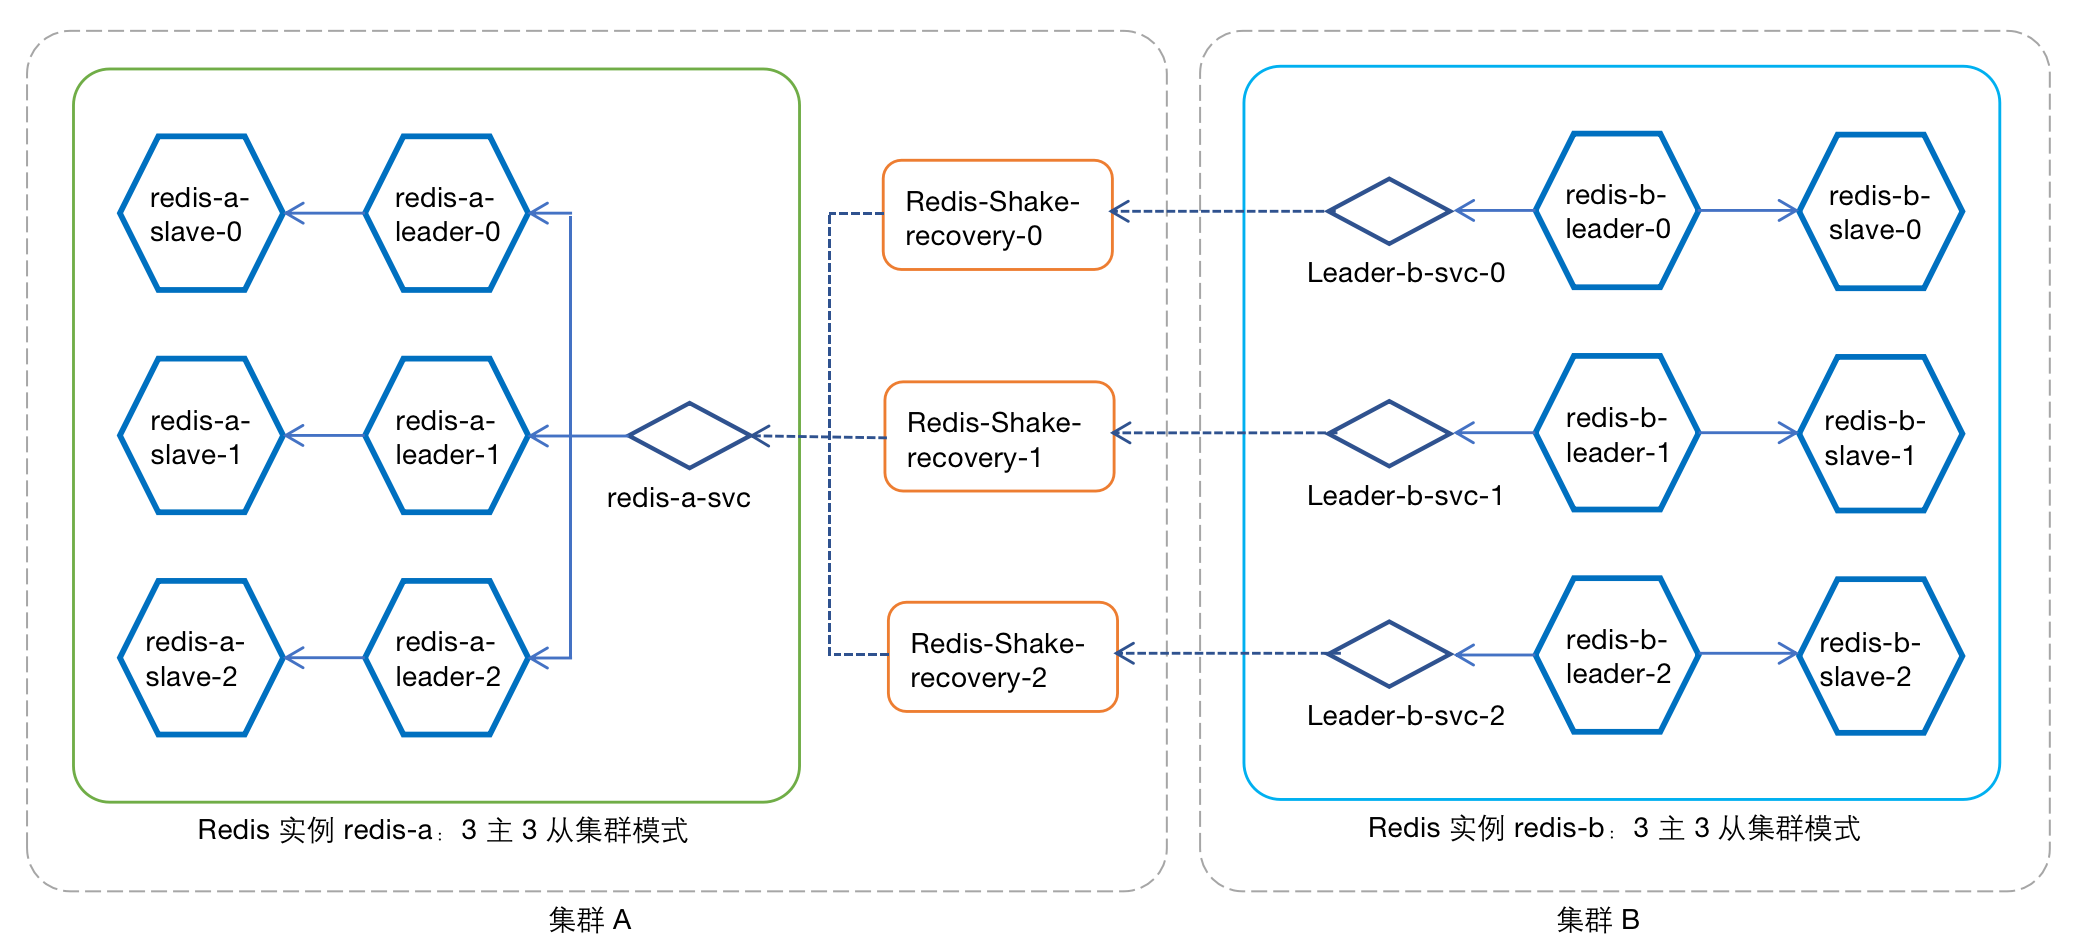 redis-a-
slave-0
redis-a-
leader-0
Redis-Shake-
recovery-0
Leader-b-svc-0
redis-b-
leader-0
redis-b-
slave-0
redis-a-
slave-1
redis-a-
leader-1
redis-a-svc
Redis-Shake-
recovery-1
Leader-b-svc-1
redis-b-
leader-1
redis-b-
slave-1
redis-a-
slave-2
redis-a-
leader-2
Redis-Shake-
recovery-2
Leader-b-svc-2
redis-b-
leader-2
redis-b-
slave-2
Redis 实例 redis-a：3 主 3 从集群模式
Redis 实例 redis-b：3 主 3 从集群模式
集群 A
集群 B